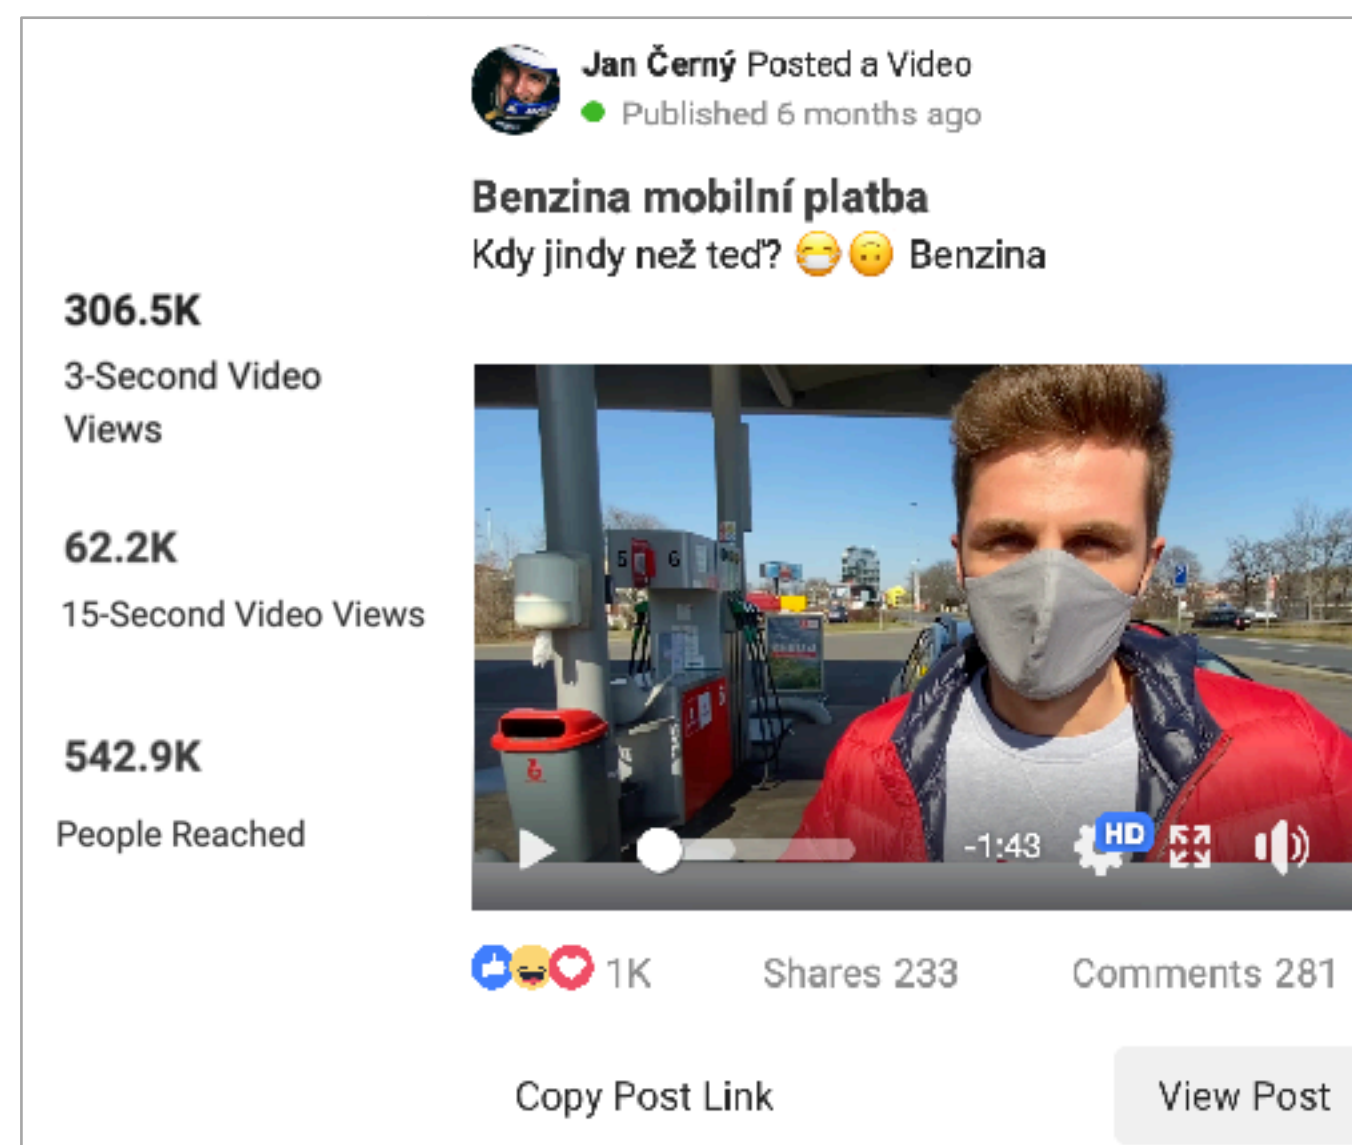 Jan Černý Posted a Video
Published 6 months ago
Benzina mobilní platba
Kdy jindy než teď? 😷🙃 Benzina
306.5K
3-Second Video
Views
62.2K
15-Second Video Views
542.9K
People Reached
5 6
-1:43 HD
1K Shares 233 Comments 281
Copy Post Link View Post